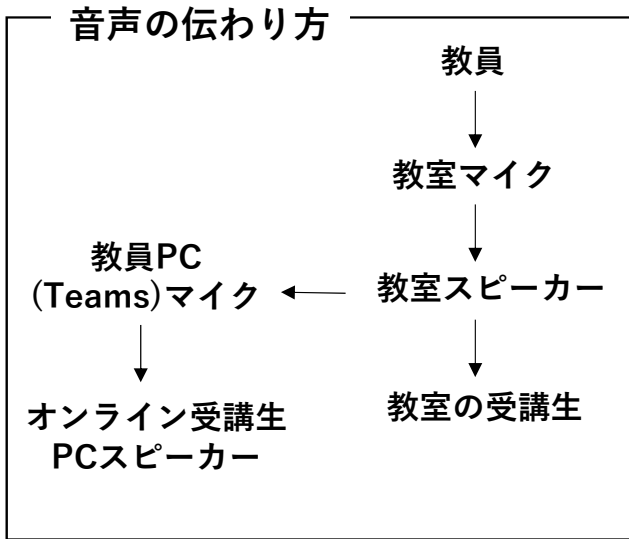 音声の伝わり方
教員
教室マイク
教室スピーカー
教員PC
(Teams)マイク
教室の受講生
オンライン受講生
PCスピーカー